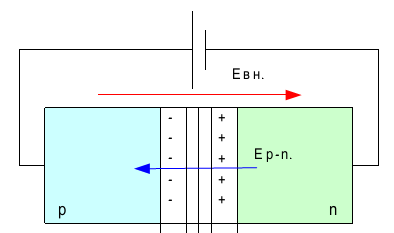 Eвн.
- +
- +
- +
- +
- +
Ep-n.
p
n